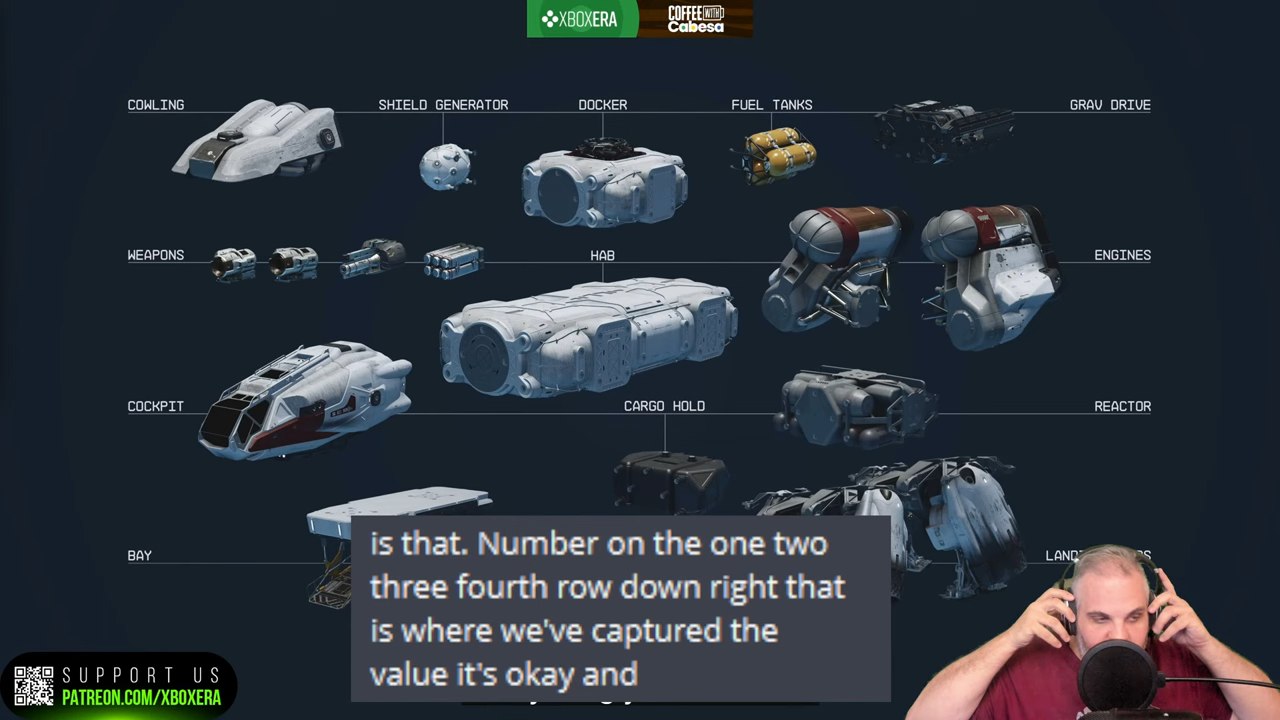 XBOXERA
COFFEE WITH
Cabesa
COWLING
SHIELD GENERATOR
DOCKER
FUEL TANKS
GRAV DRIVE
WEAPONS
HAB
ENGINES
COCKPIT
CARGO HOLD
REACTOR
BAY
is that. Number on the one two
three fourth row down right that
is where we've captured the
value it's okay and
SUPPORT US
PATREON.COM/XBOXERA